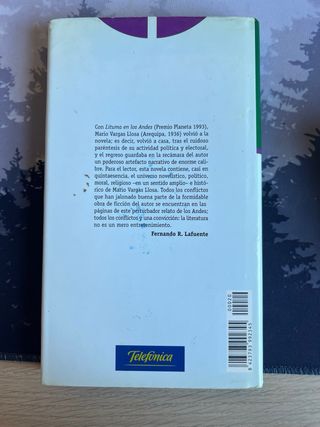 Con Lituma en los Andes (Premio Planeta 1993),
Mario Vargas Llosa (Arequipa, 1936) volvió a la
novela; es decir, volvió a casa, tras el ruidoso
paréntesis de su actividad política y electoral,
y el regreso guardaba en la recámara del autor
un poderoso artefacto narrativo de enorme cali-
bre. Para el lector, esta novela contiene, casi en
quintaesencia, el universo novelístico, político,
moral, religioso –en un sentido amplio– e histó-
rico de Mario Vargas Llosa. Todos los conflictos
que han jalonado buena parte de la formidable
obra de ficción del autor se encuentran en las
páginas de este perturbador relato de los Andes;
todos los conflictos y una convicción: la literatura
no es un mero entretenimiento.
Fernando R. Lafuente
00020
8 423793 992345
Telefónica